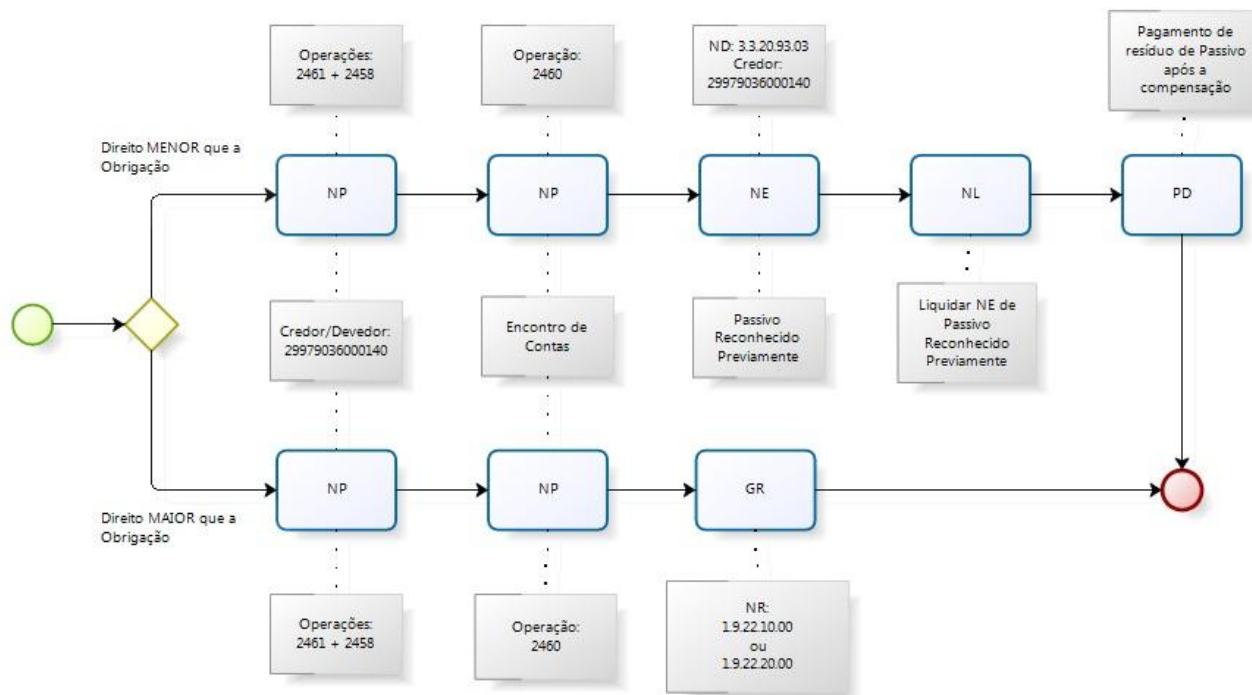 Operações:
2461 + 2458
Operação:
2460
ND: 3.3.20.93.03
Credor:
29979036000140
Pagamento de
resíduo de Passivo
após a
compensação
Direito MENOR que a
Obrigação
NP
NP
NE
NL
PD
Credor/Devedor:
29979036000140
Encontro de
Contas
Passivo
Reconhecido
Previamente
Liquidar NE de
Passivo
Reconhecido
Previamente
NP
NP
GR
Direito MAIOR que a
Obrigação
Operações:
2461 + 2458
Operação:
2460
NR:
1.9.22.10.00
ou
1.9.22.20.00